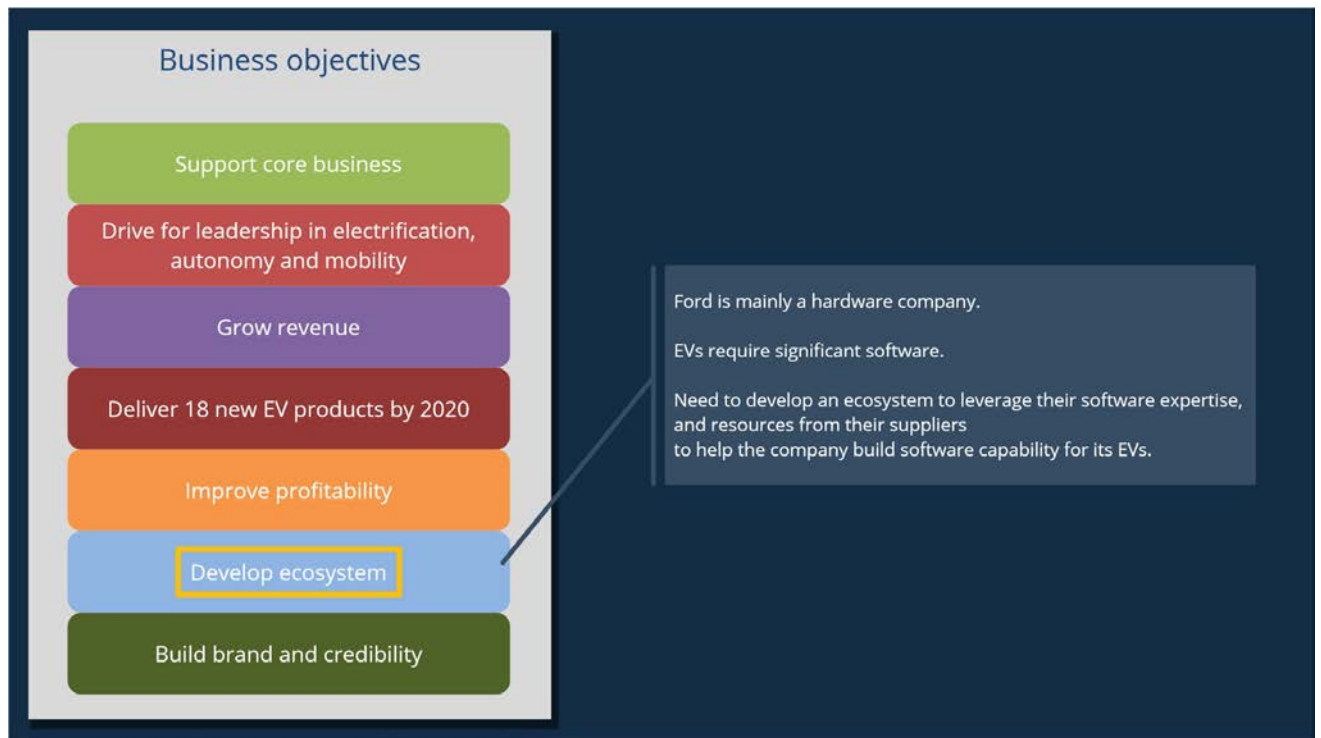 Business objectives
Support core business
Drive for leadership in electrification,
autonomy and mobility
Grow revenue
Deliver 18 new EV products by 2020
Improve profitability
Develop ecosystem
Build brand and credibility
Ford is mainly a hardware company.
EVs require significant software.
Need to develop an ecosystem to leverage their software expertise,
and resources from their suppliers
to help the company build software capability for its EVs.